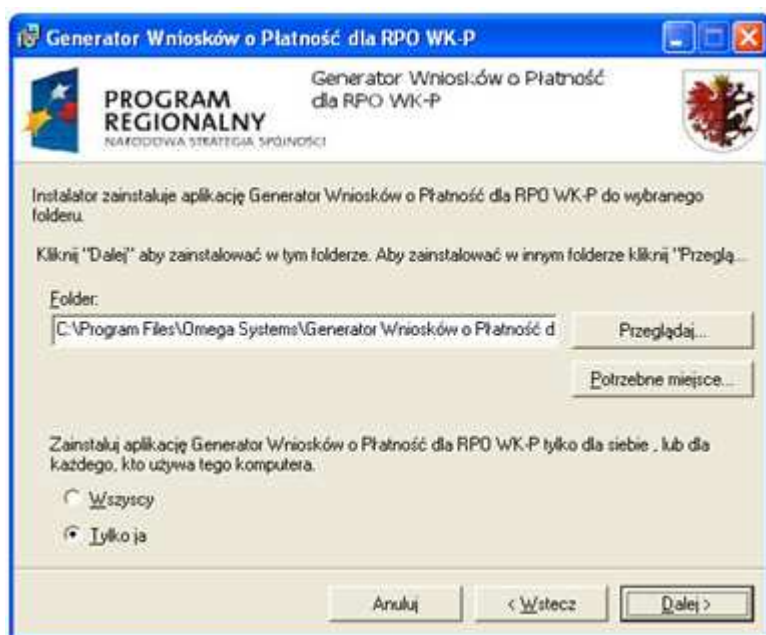 Generator Wniosków o Płatność dla RPO WK-P
PROGRAM
REGIONALNY
NARODOWA STRATEGIA SPÓJNOŚCI
Generator Wniosków o Płatność
dla RPO WK-P
Instalator zainstaluje aplikację Generator Wniosków o Płatność dla RPO WK-P do wybranego
folderu.
Kliknij "Dalej" aby zainstalować w tym folderze. Aby zainstalować w innym folderze kliknij "Przeglą...
Folder:
C:\Program Files\Omega Systems\Generator Wniosków o Płatność d
Przeglądaj...
Potrzebne miejsce...
Zainstaluj aplikację Generator Wniosków o Płatność dla RPO WK-P tylko dla siebie , lub dla
każdego, kto używa tego komputera.
Wszyscy
Tylko ja
Anuluj
< Wstecz
Dalej >